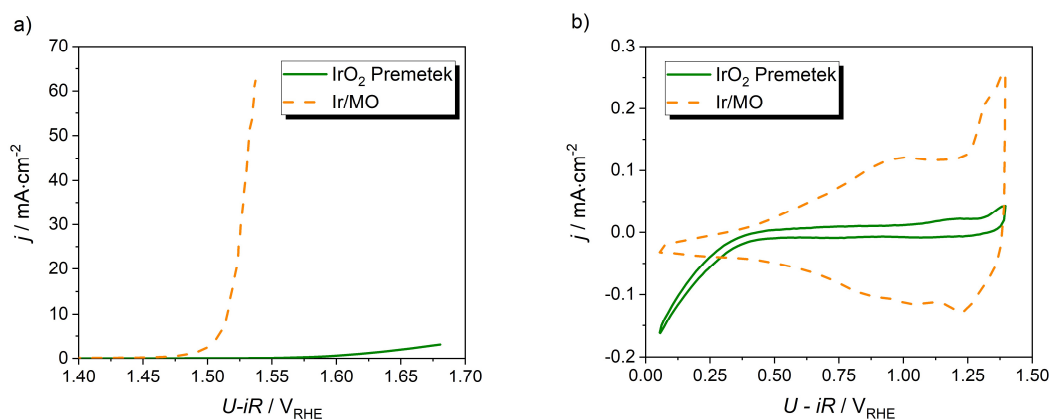 a)
70
60
50
40
30
20
10
0
j / mA·cm⁻²
IrO₂ Premetek
Ir/MO
1.40 1.45 1.50 1.55 1.60 1.65 1.70
U-iR / V_RHE
b)
0.3
0.2
0.1
0.0
-0.1
-0.2
j / mA·cm⁻²
IrO₂ Premetek
Ir/MO
0.00 0.25 0.50 0.75 1.00 1.25 1.50
U - iR / V_RHE